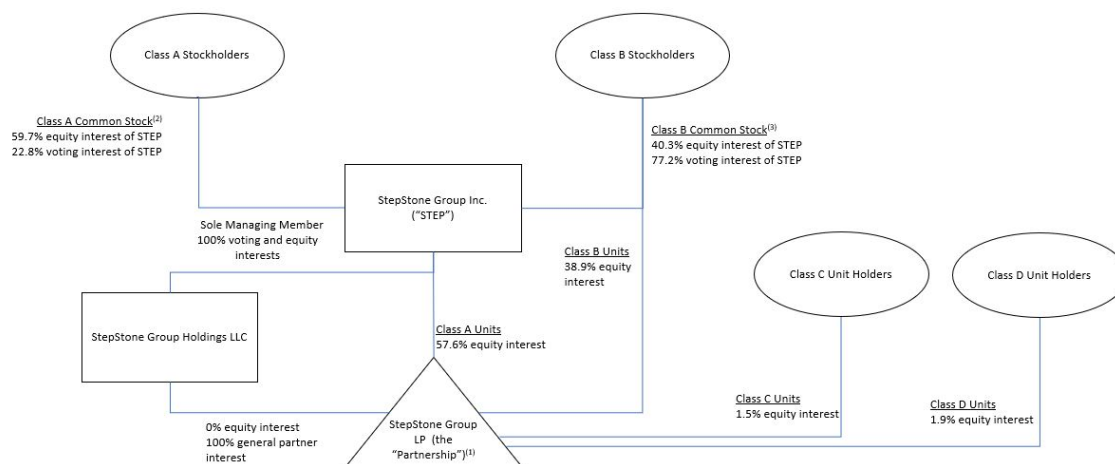 Class A Stockholders
Class B Stockholders
Class A Common Stock(2)
59.7% equity interest of STEP
22.8% voting interest of STEP
Class B Common Stock(3)
40.3% equity interest of STEP
77.2% voting interest of STEP
StepStone Group Inc.
("STEP")
Sole Managing Member
100% voting and equity
interests
Class B Units
38.9% equity
interest
Class C Unit Holders
Class D Unit Holders
StepStone Group Holdings LLC
Class A Units
57.6% equity interest
Class C Units
1.5% equity interest
Class D Units
1.9% equity interest
0% equity interest
100% general partner
interest
StepStone Group
LP (the
"Partnership")(1)